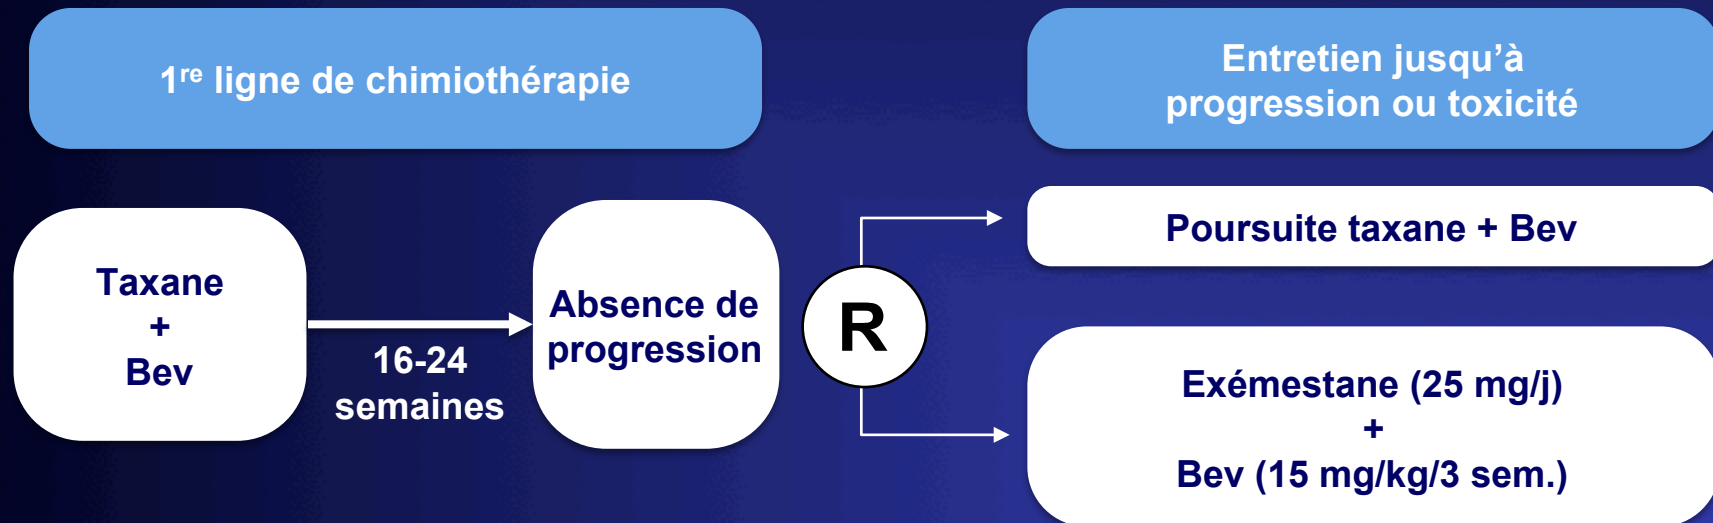 1re ligne de chimiothérapie
Entretien jusqu’à
progression ou toxicité
Taxane
+
Bev
16-24
semaines
Absence de
progression
R
Poursuite taxane + Bev
Exémestane (25 mg/j)
+
Bev (15 mg/kg/3 sem.)